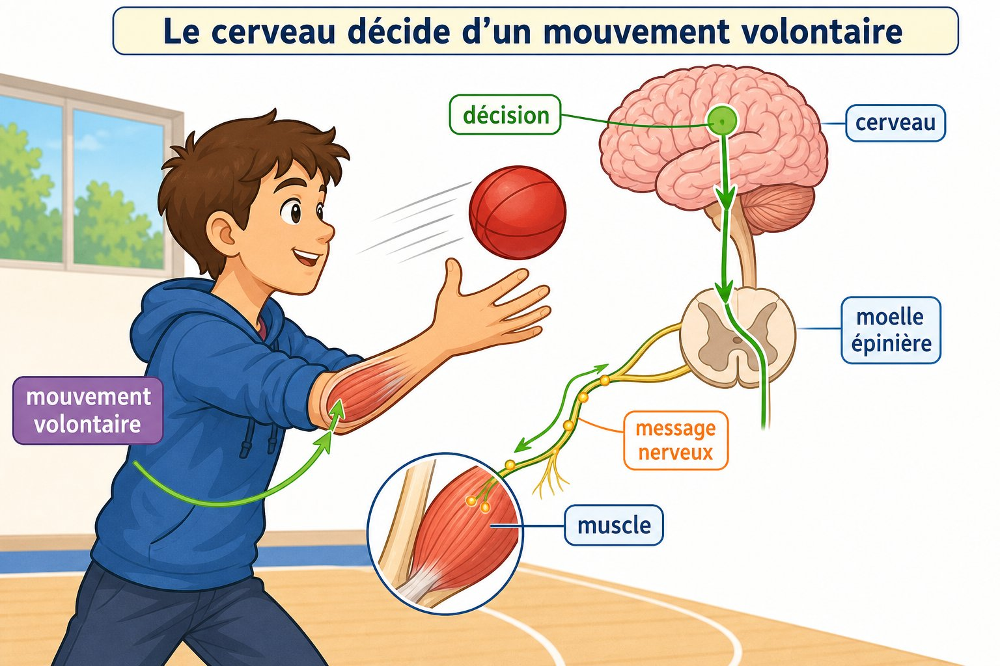 Le cerveau décide d’un mouvement volontaire
décision
cerveau
moelle
épinière
mouvement
volontaire
message
nerveux
muscle